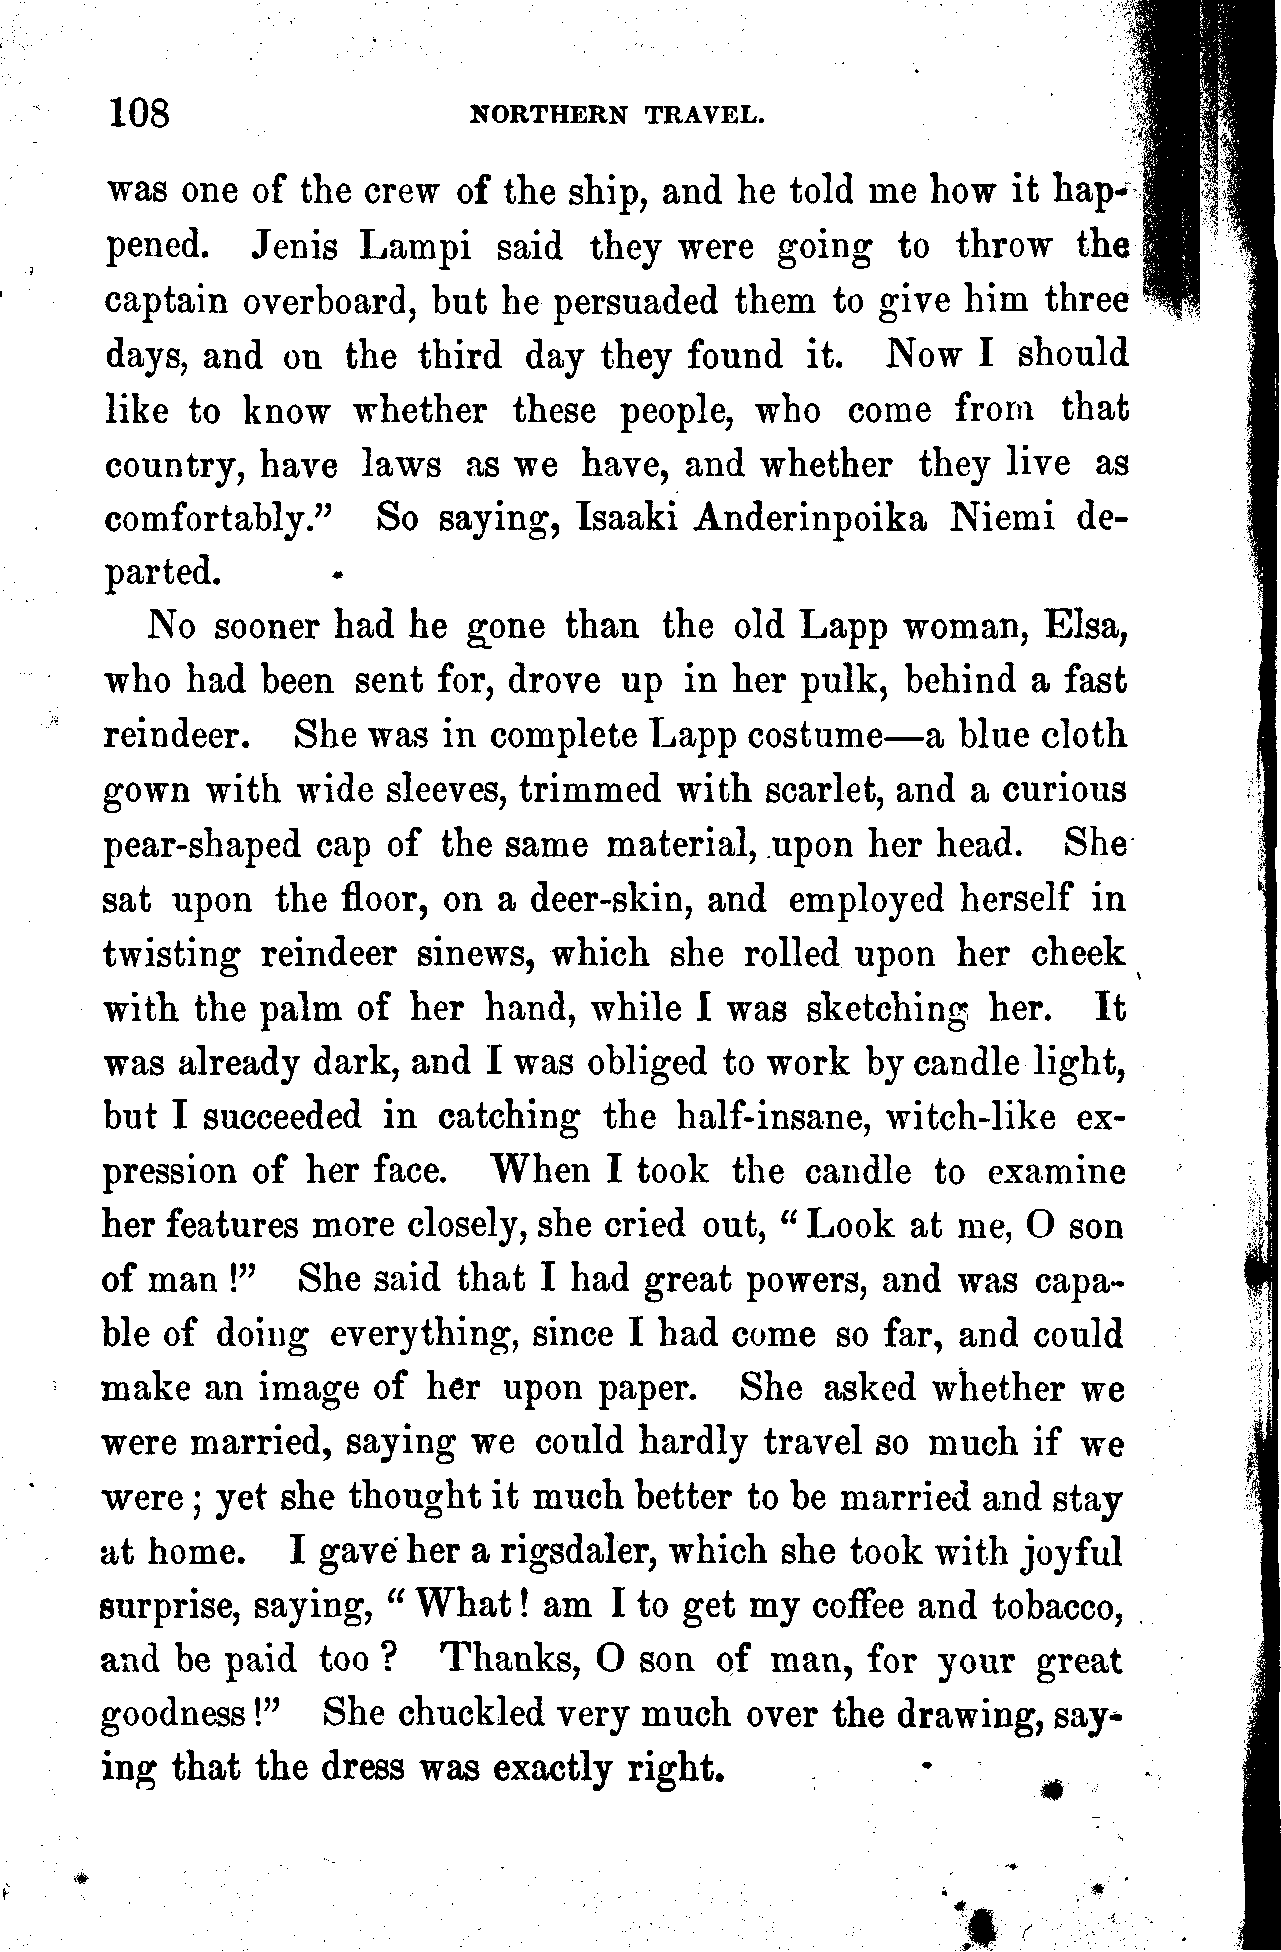 108 NORTHERN TRAVEL.
was one of the crew of the ship, and he told me how it hap-
pened. Jenis Lampi said they were going to throw the
captain overboard, but he persuaded them to give him three
days, and on the third day they found it. Now I should
like to know whether these people, who come from that
country, have laws as we have, and whether they live as
comfortably.” So saying, Isaaki Anderinpoika Niemi de-
parted.
No sooner had he gone than the old Lapp woman, Elsa,
who had been sent for, drove up in her pulk, behind a fast
reindeer. She was in complete Lapp costume—a blue cloth
gown with wide sleeves, trimmed with scarlet, and a curious
pear-shaped cap of the same material, upon her head. She
sat upon the floor, on a deer-skin, and employed herself in
twisting reindeer sinews, which she rolled upon her cheek
with the palm of her hand, while I was sketching her. It
was already dark, and I was obliged to work by candle light,
but I succeeded in catching the half-insane, witch-like ex-
pression of her face. When I took the candle to examine
her features more closely, she cried out, “Look at me, O son
of man!” She said that I had great powers, and was capa-
ble of doing everything, since I had come so far, and could
make an image of her upon paper. She asked whether we
were married, saying we could hardly travel so much if we
were; yet she thought it much better to be married and stay
at home. I gave her a rigsdaler, which she took with joyful
surprise, saying, “What! am I to get my coffee and tobacco,
and be paid too? Thanks, O son of man, for your great
goodness!” She chuckled very much over the drawing, say-
ing that the dress was exactly right.